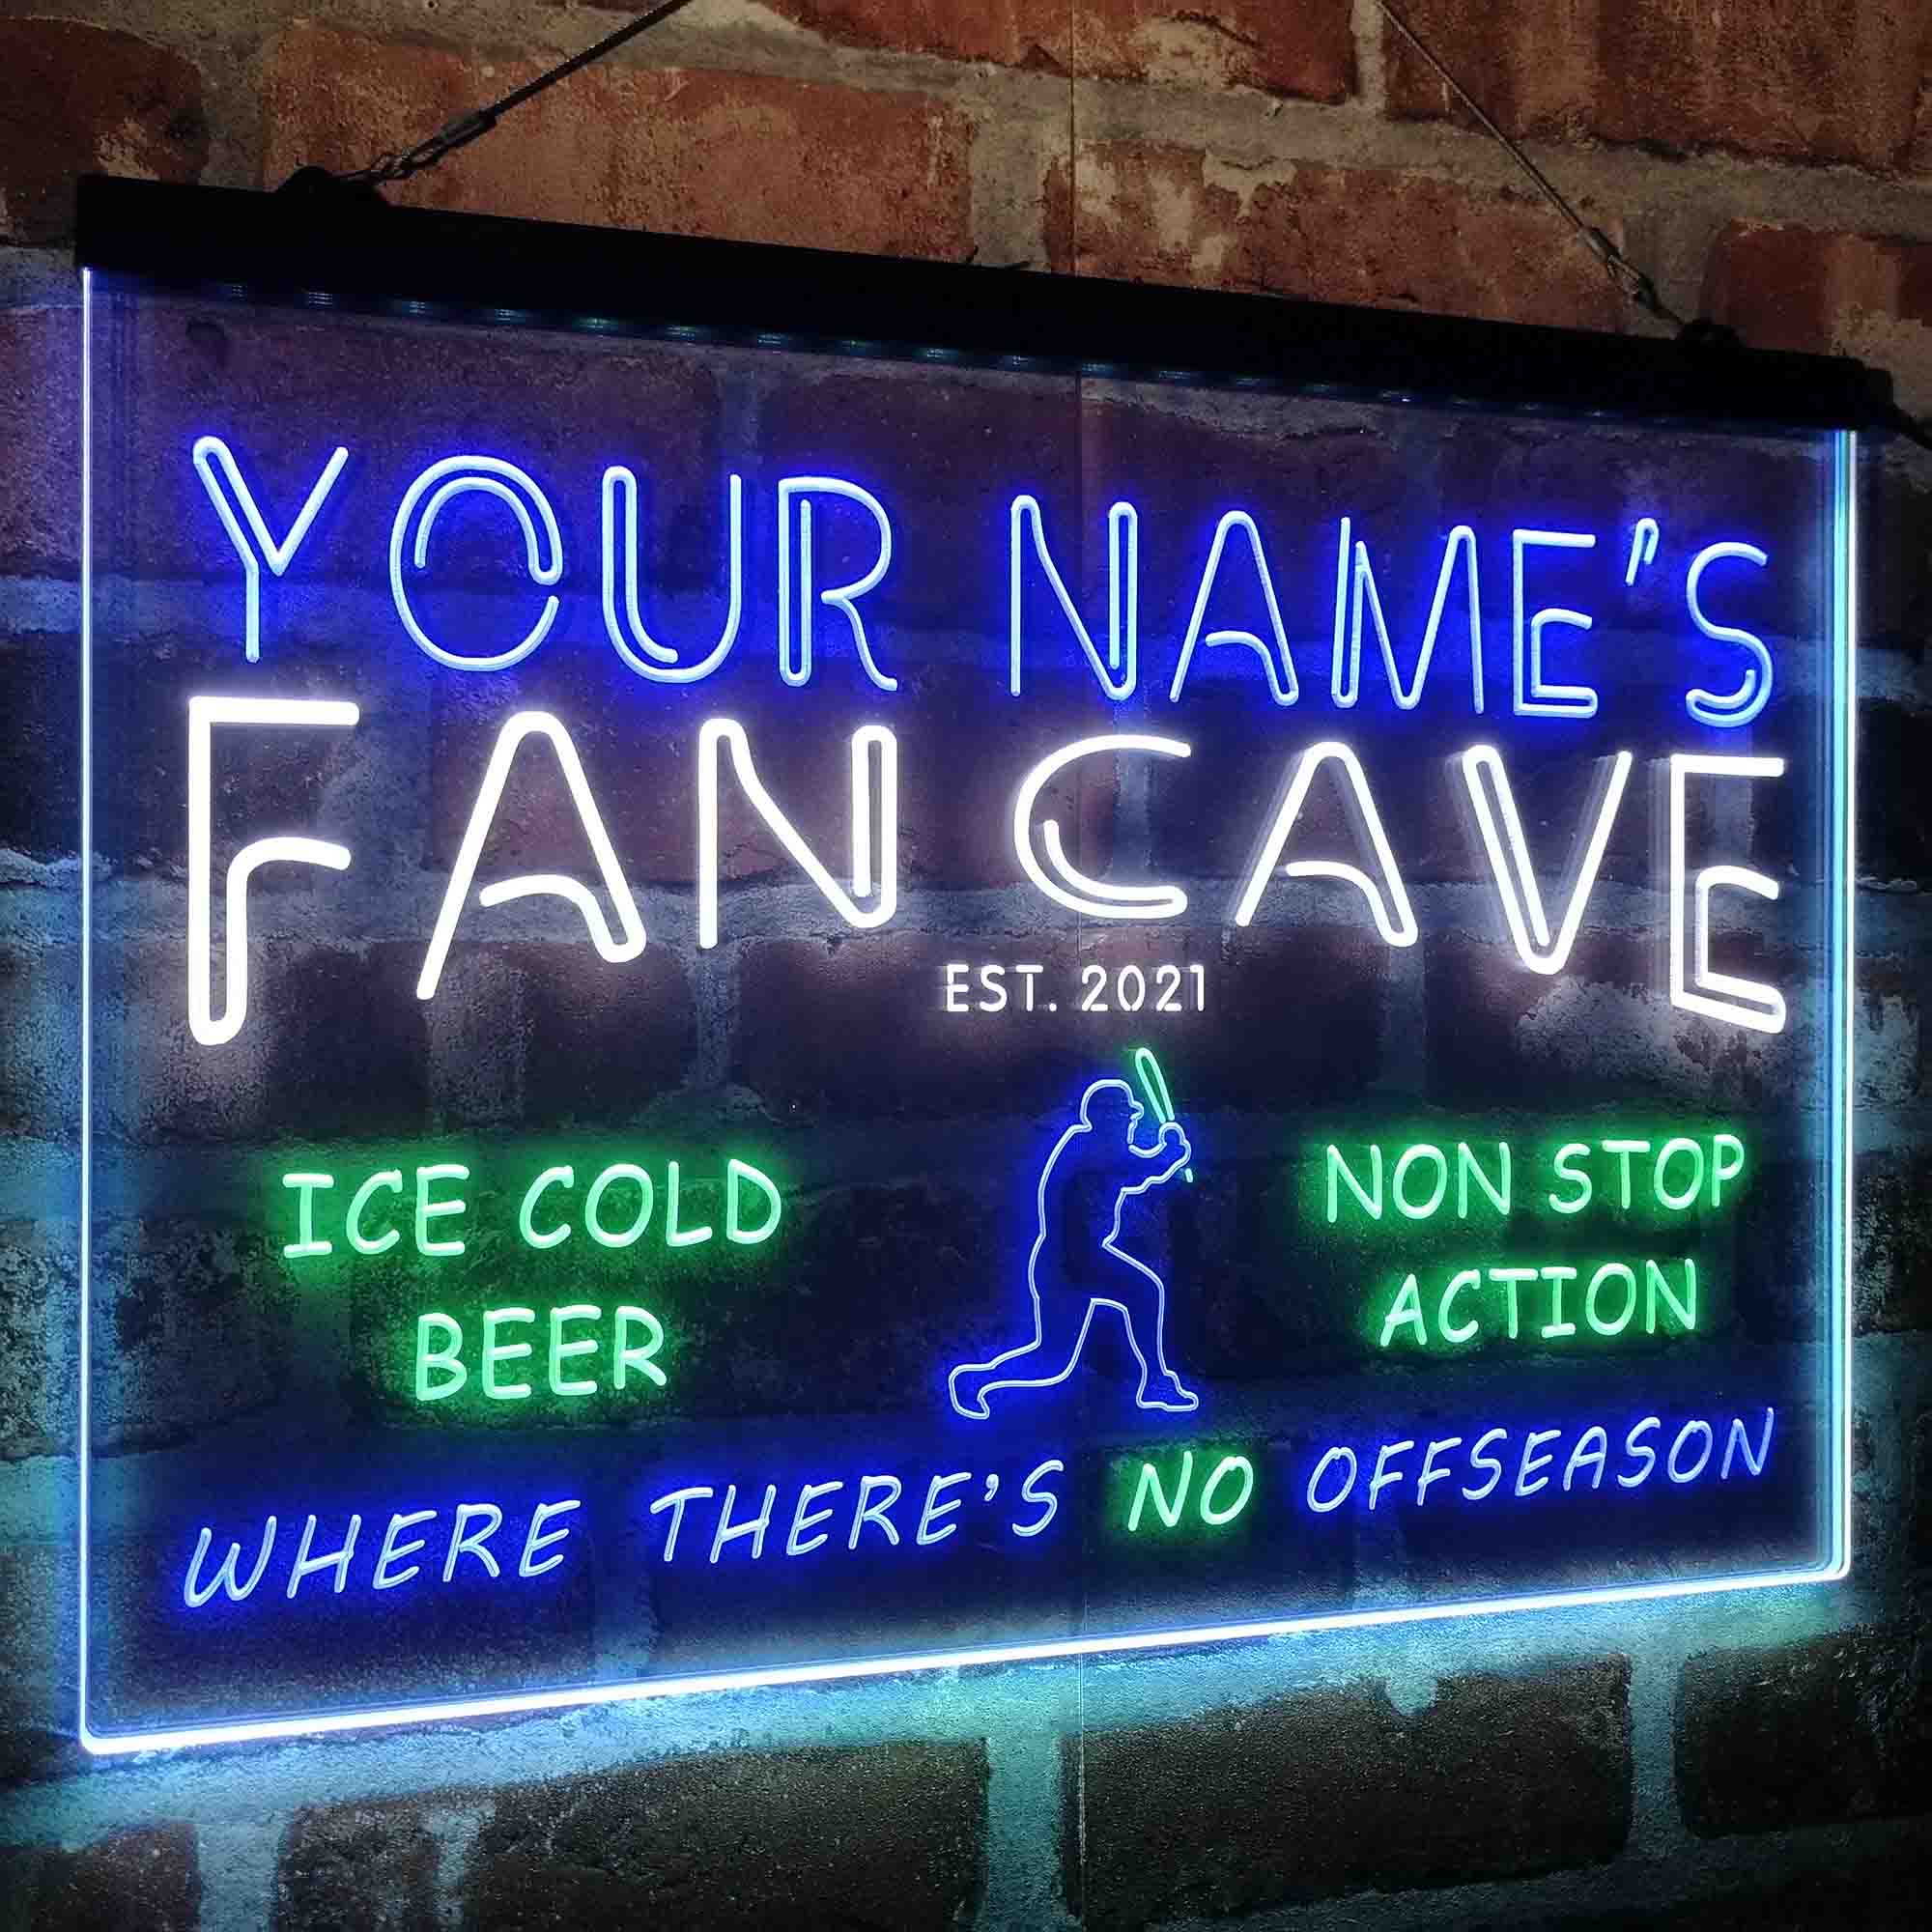 YOUR NAME'S
FAN CAVE
EST. 2021
ICE COLD
BEER
NON STOP
ACTION
WHERE THERE'S NO OFFSEASON